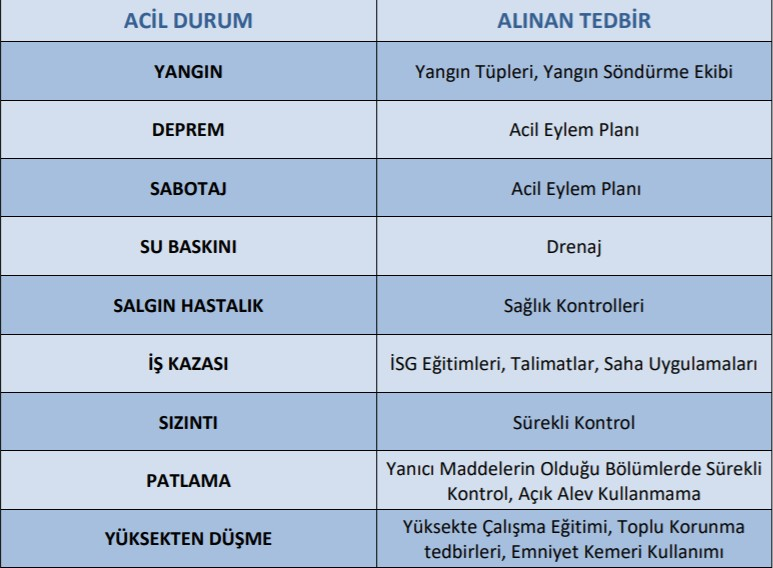 ACİL DURUM
ALINAN TEDBİR
YANGIN
Yangın Tüpleri, Yangın Söndürme Ekibi
DEPREM
Acil Eylem Planı
SABOTAJ
Acil Eylem Planı
SU BASKINI
Drenaj
SALGIN HASTALIK
Sağlık Kontrolleri
İŞ KAZASI
İSG Eğitimleri, Talimatlar, Saha Uygulamaları
SIZINTI
Sürekli Kontrol
PATLAMA
Yanıcı Maddelerin Olduğu Bölümlerde Sürekli
Kontrol, Açık Alev Kullanmama
YÜKSEKTEN DÜŞME
Yüksekte Çalışma Eğitimi, Toplu Korunma
tedbirleri, Emniyet Kemeri Kullanımı